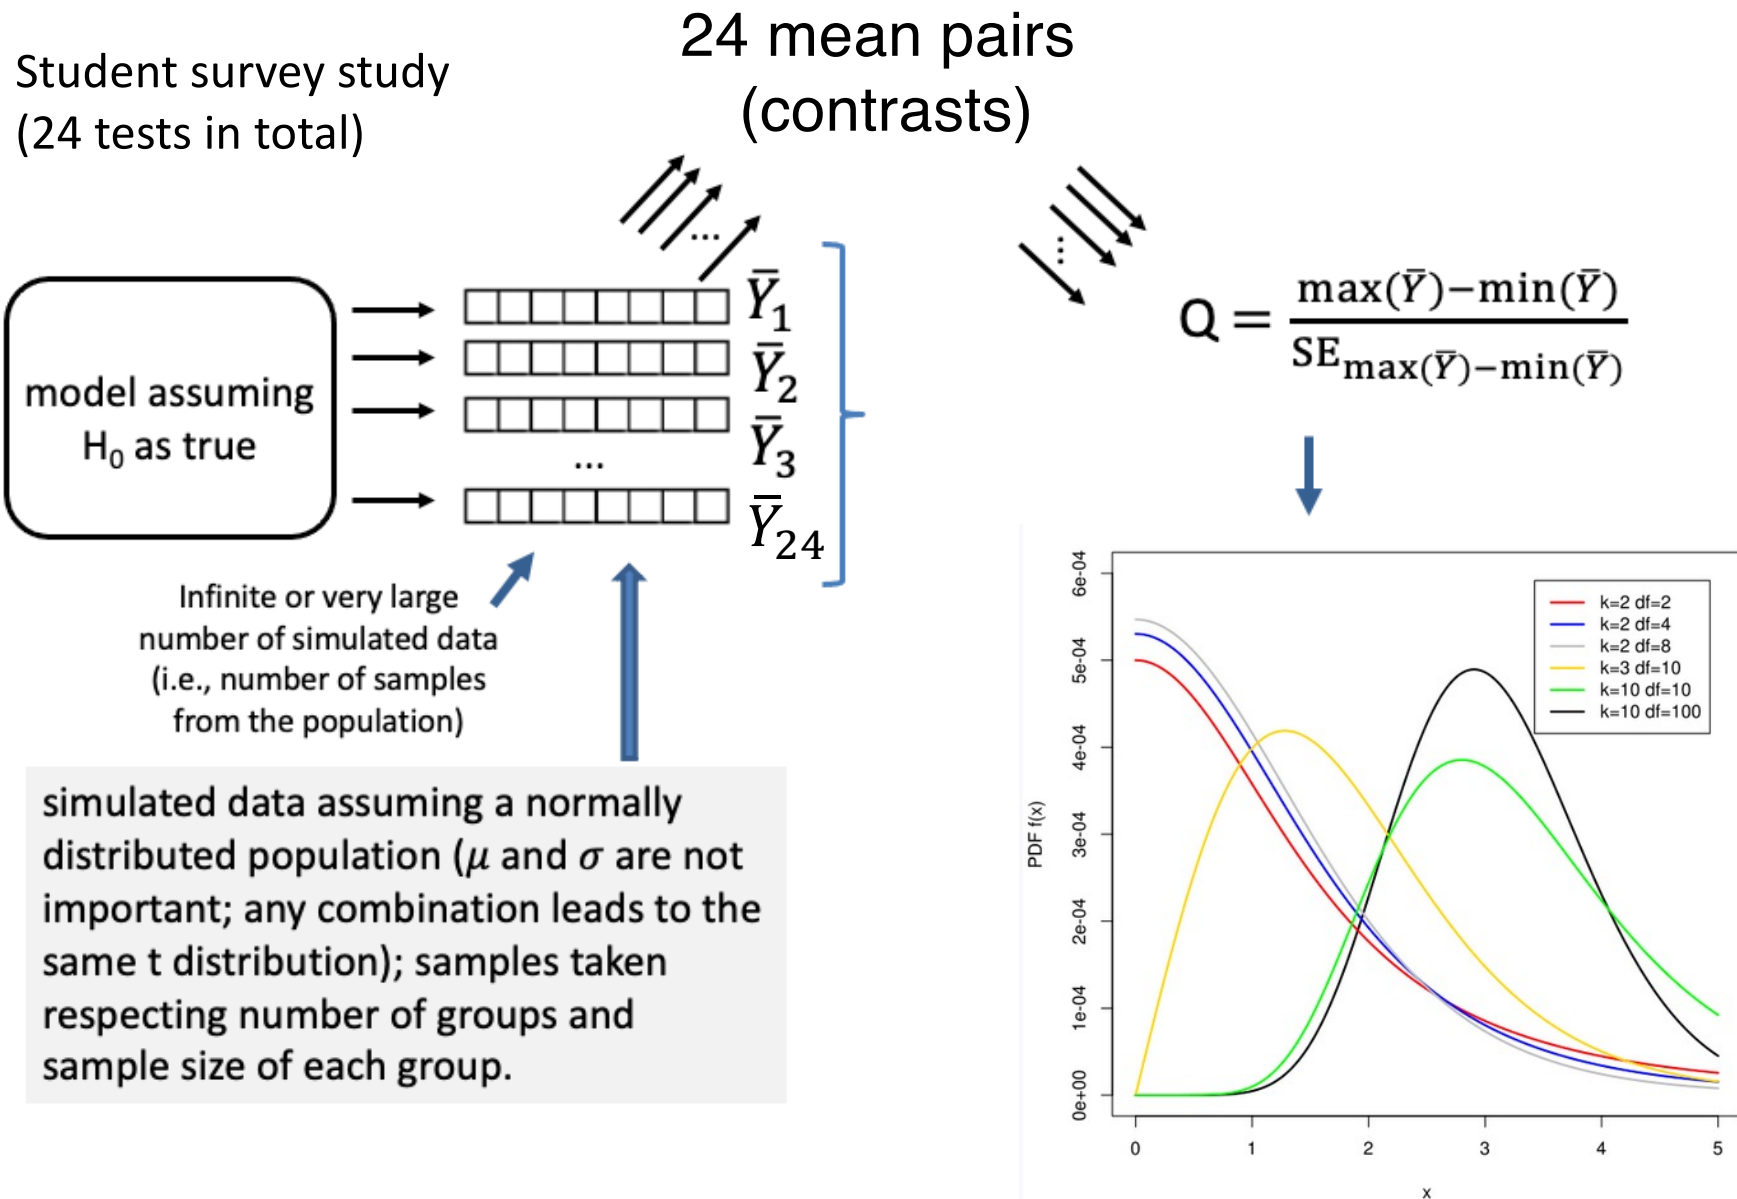 Student survey study
(24 tests in total)
24 mean pairs
(contrasts)
...
model assuming
H₀ as true
Ȳ₁
Ȳ₂
Ȳ₃
...
Ȳ₂₄
Infinite or very large
number of simulated data
(i.e., number of samples
from the population)
simulated data assuming a normally
distributed population (μ and σ are not
important; any combination leads to the
same t distribution); samples taken
respecting number of groups and
sample size of each group.
...
Q = max(Ȳ)−min(Ȳ)
SE max(Ȳ)−min(Ȳ)
k=2 df=2
k=2 df=4
k=2 df=8
k=3 df=10
k=10 df=10
k=10 df=100
PDF f(x)
6e-04
5e-04
4e-04
3e-04
2e-04
1e-04
0e+00
0 1 2 3 4 5
x